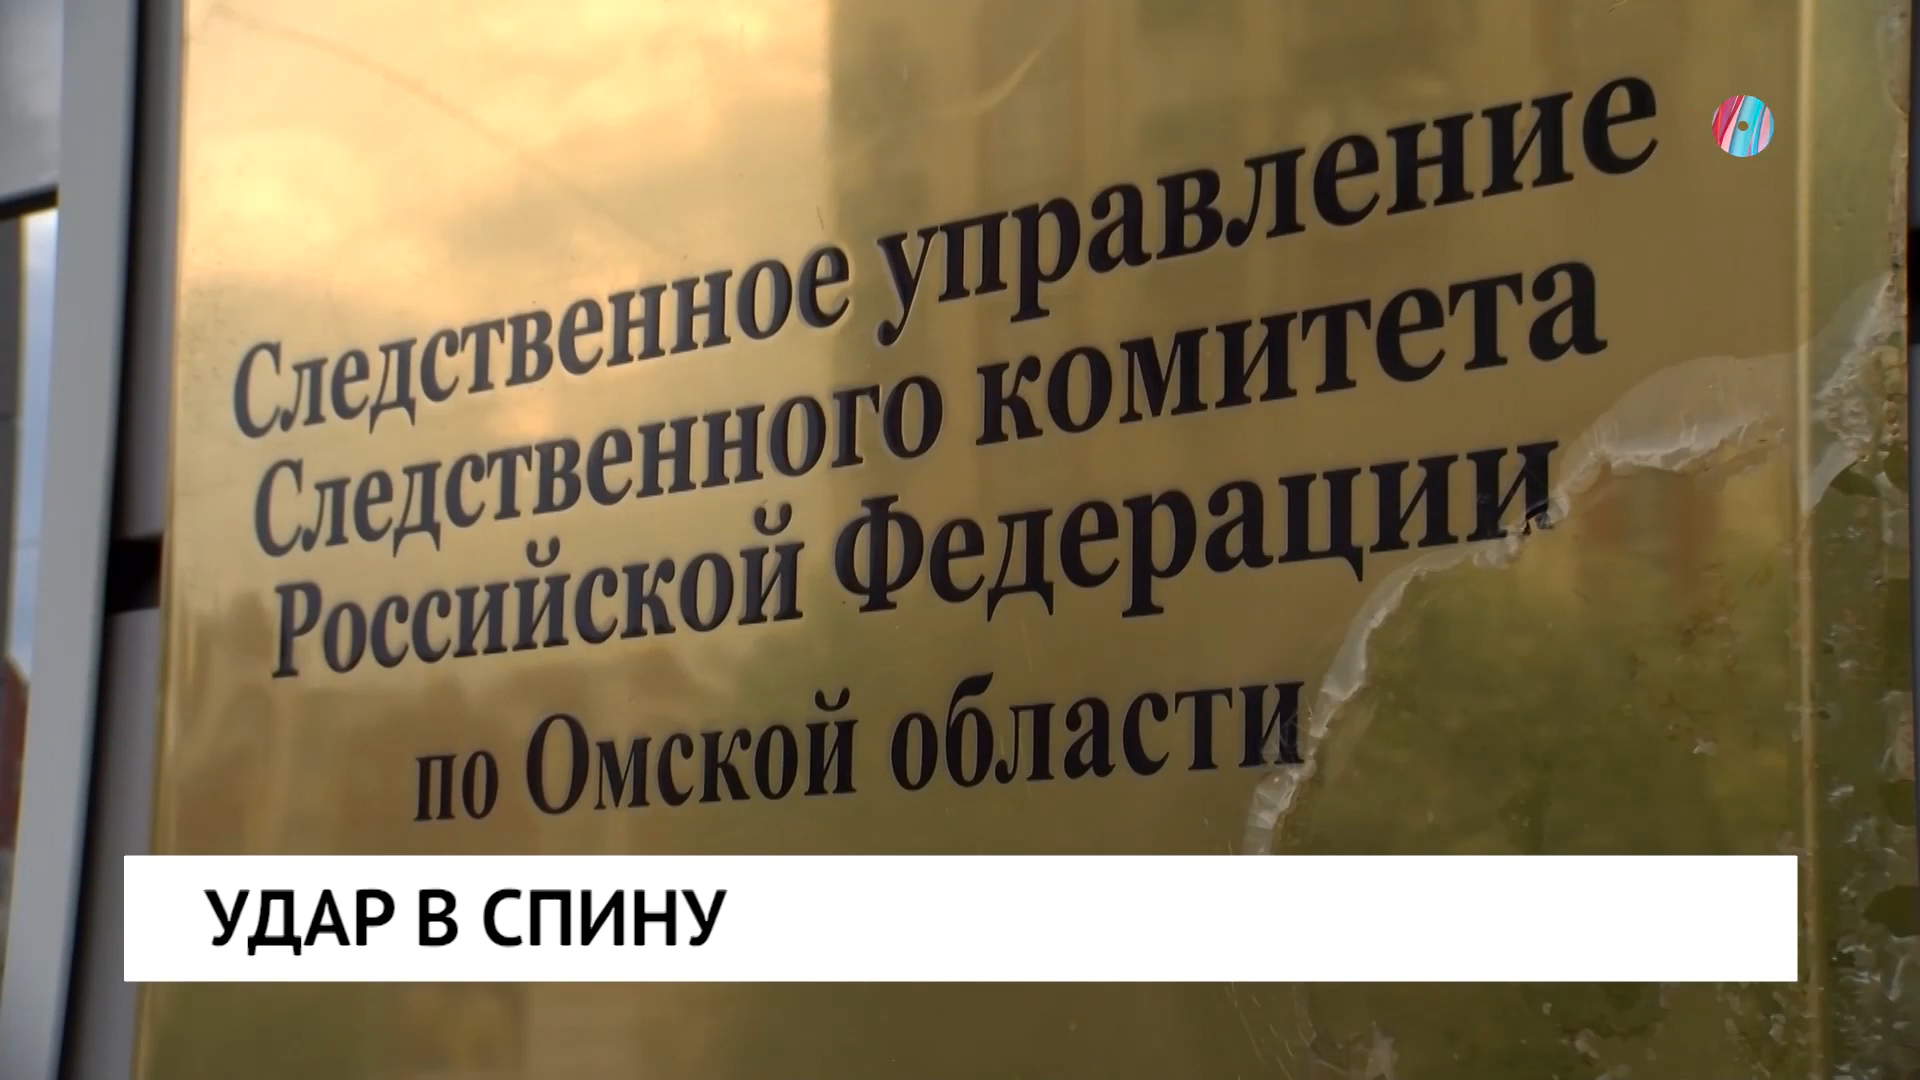 Следственное управление
Следственного комитета
Российской Федерации
по Омской области
УДАР В СПИНУ